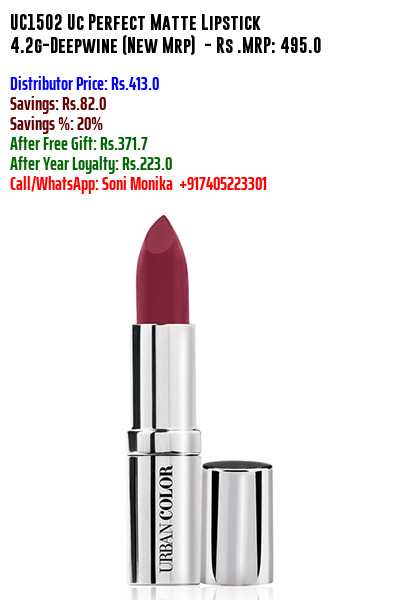 UC1502 Uc Perfect Matte Lipstick
4.2g-Deepwine (New Mrp) - Rs .MRP: 495.0
Distributor Price: Rs.413.0
Savings: Rs.82.0
Savings %: 20%
After Free Gift: Rs.371.7
After Year Loyalty: Rs.223.0
Call/WhatsApp: Soni Monika +917405223301
URBAN COLOR